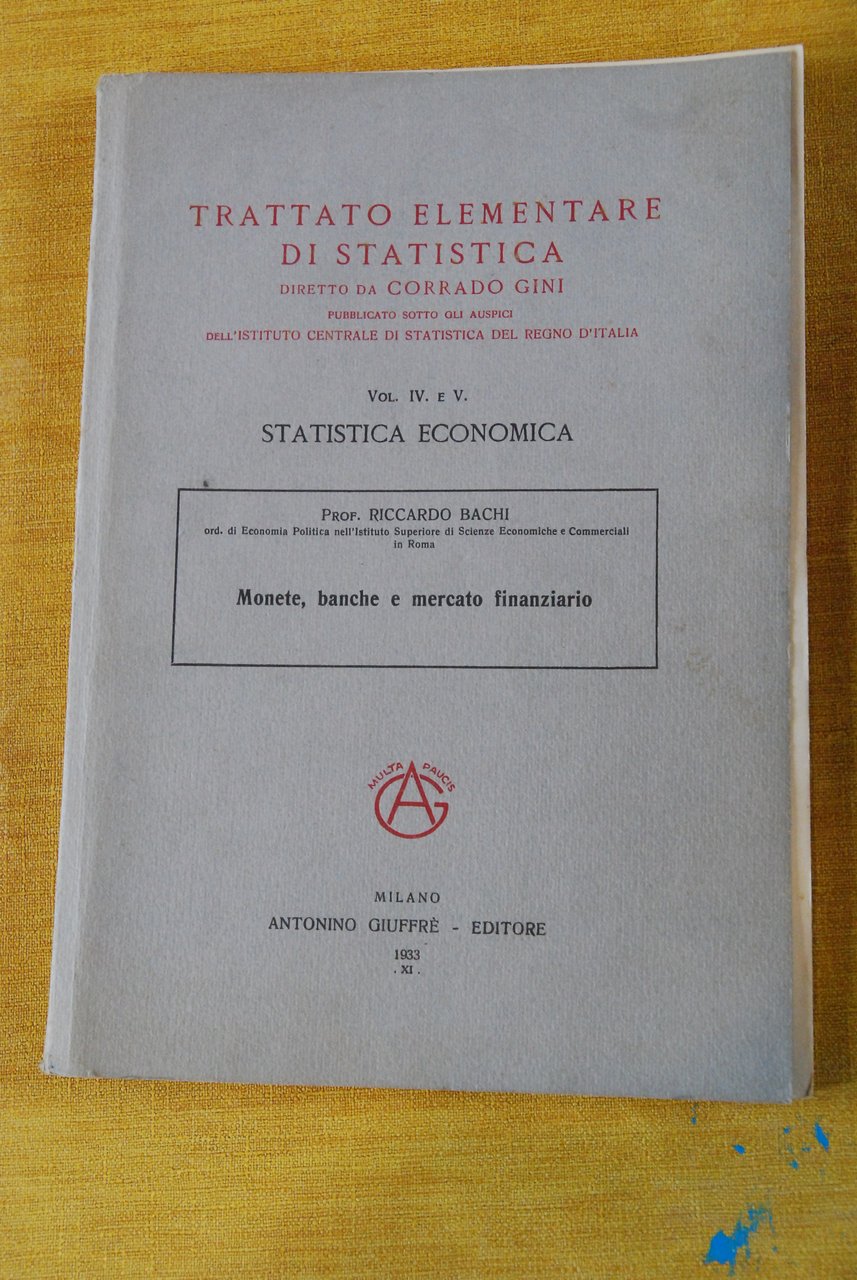 TRATTATO ELEMENTARE
DI STATISTICA
DIRETTO DA CORRADO GINI
PUBBLICATO SOTTO GLI AUSPICI
DELL'ISTITUTO CENTRALE DI STATISTICA DEL REGNO D'ITALIA
VOL. IV. E V.
STATISTICA ECONOMICA
PROF. RICCARDO BACHI
ord. di Economia Politica nell'Istituto Superiore di Scienze Economiche e Commerciali
in Roma
Monete, banche e mercato finanziario
MULTA PAUCIS
AG
MILANO
ANTONINO GIUFFRÈ - EDITORE
1933
. XI .